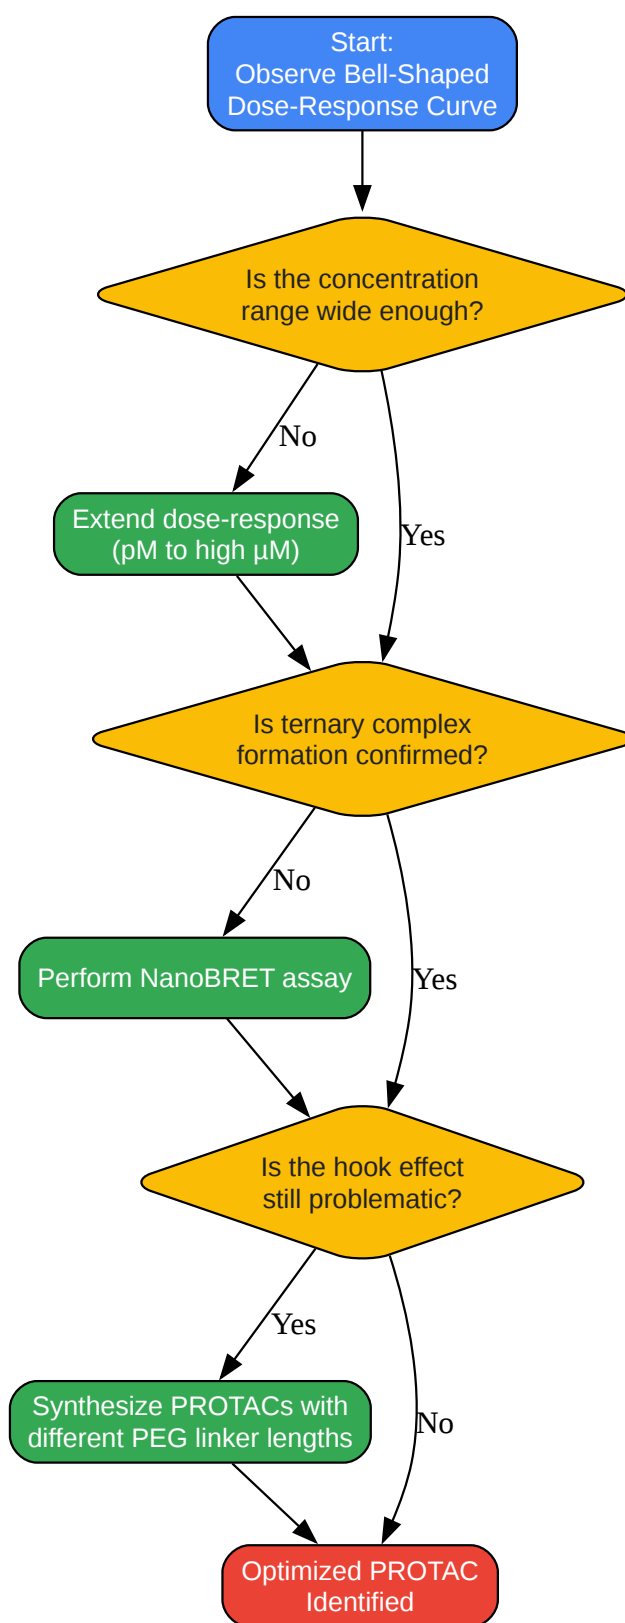 Start:
Observe Bell-Shaped
Dose-Response Curve
Is the concentration
range wide enough?
No
Yes
Extend dose-response
(pM to high µM)
Is ternary complex
formation confirmed?
No
Yes
Perform NanoBRET assay
Is the hook effect
still problematic?
Yes
No
Synthesize PROTACs with
different PEG linker lengths
Optimized PROTAC
Identified